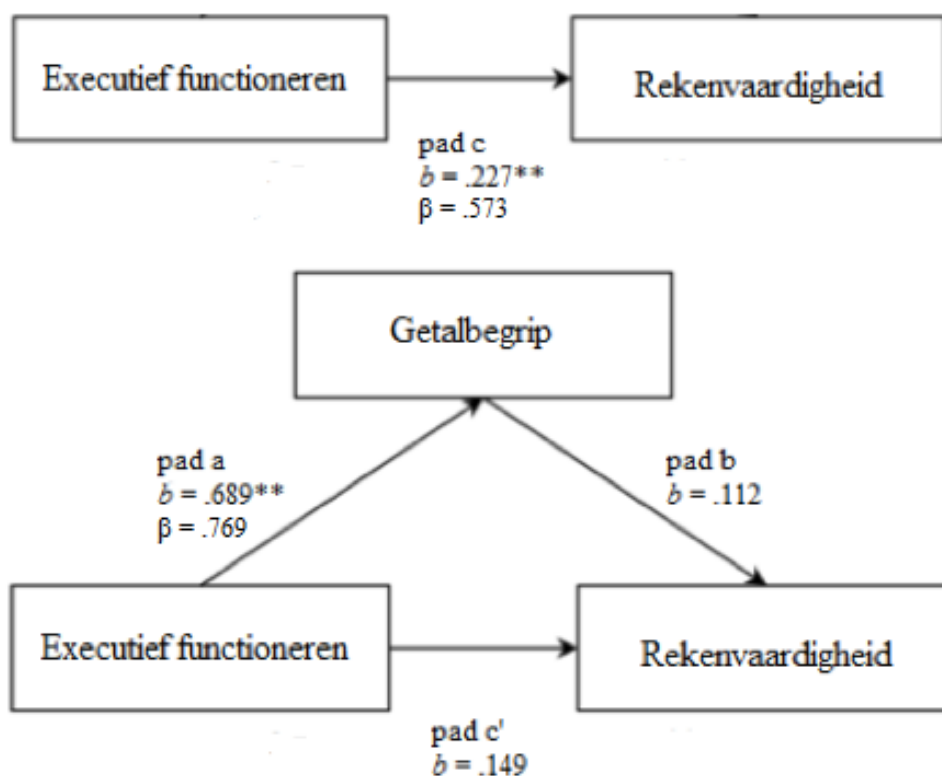 Executief functioneren
Rekenvaardigheid
pad c
b = .227**
β = .573
Getalbegrip
pad a
b = .689**
β = .769
pad b
b = .112
Executief functioneren
Rekenvaardigheid
pad c'
b = .149